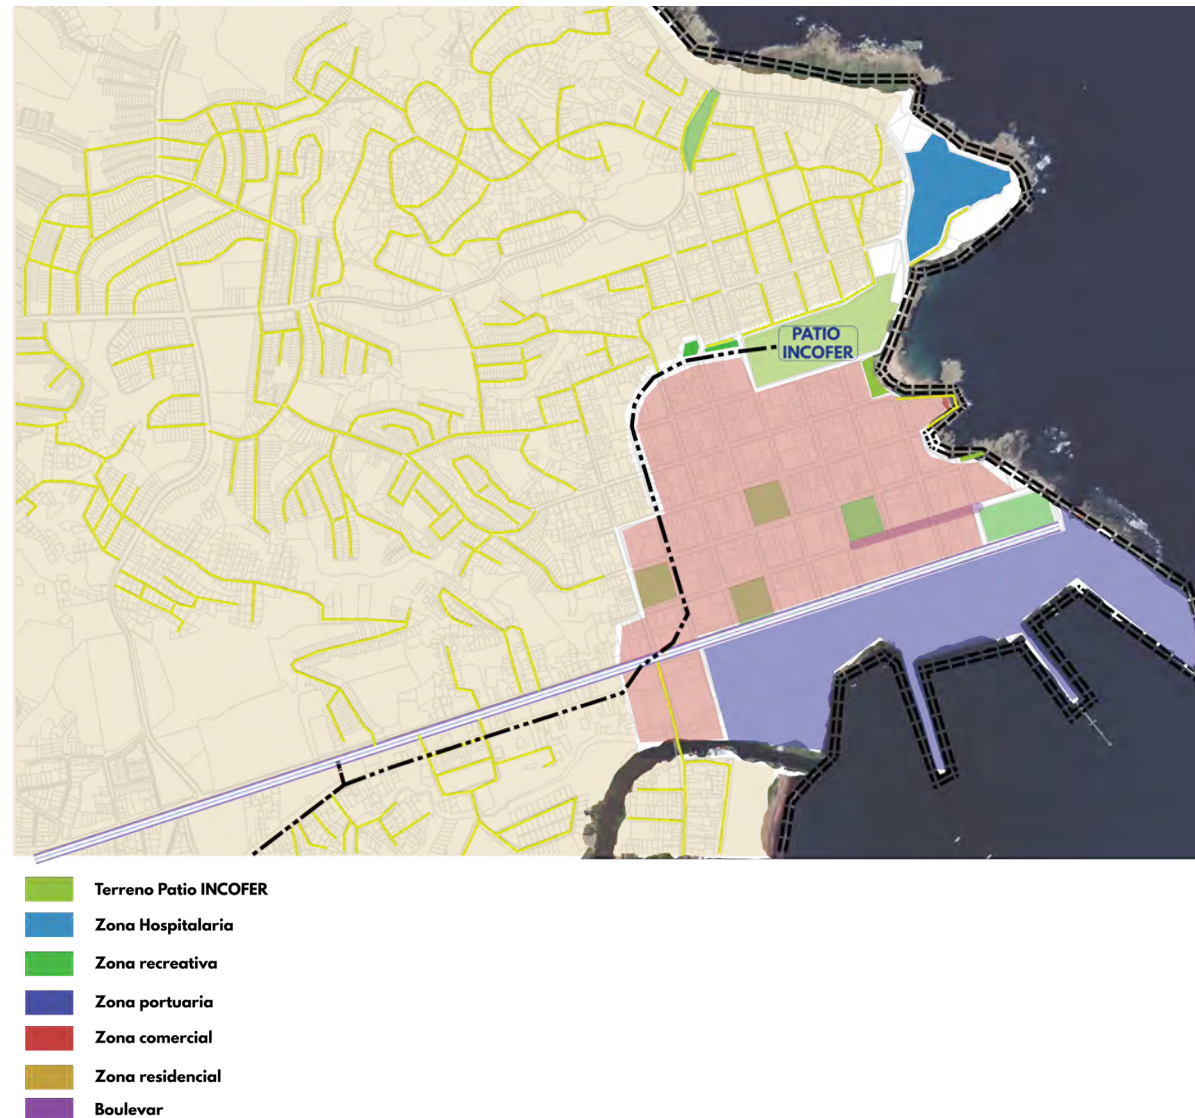 PATIO
INCOFER
Terreno Patio INCOFER
Zona Hospitalaria
Zona recreativa
Zona portuaria
Zona comercial
Zona residencial
Boulevar